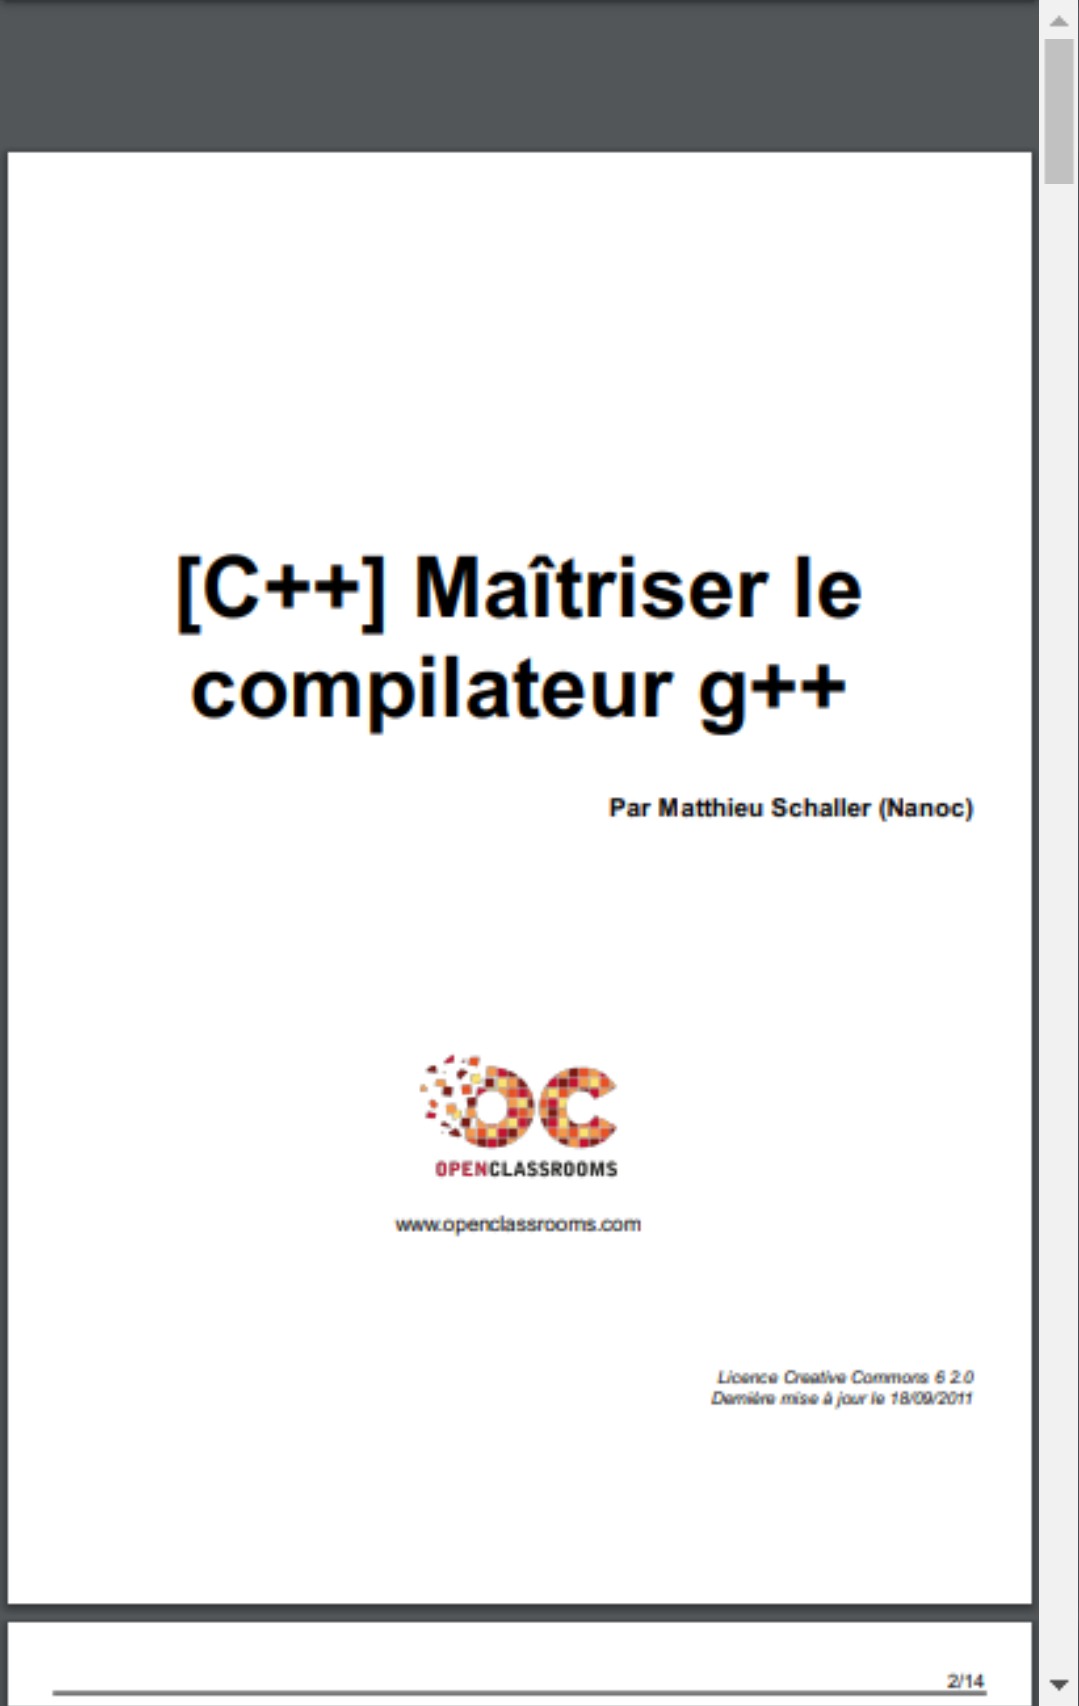 [C++] Maîtriser le
compilateur g++
Par Matthieu Schaller (Nanoc)
OC
OPENCLASSROOMS
www.openclassrooms.com
Licence Creative Commons 6 2.0
Dernière mise à jour le 18/09/2011
2/14